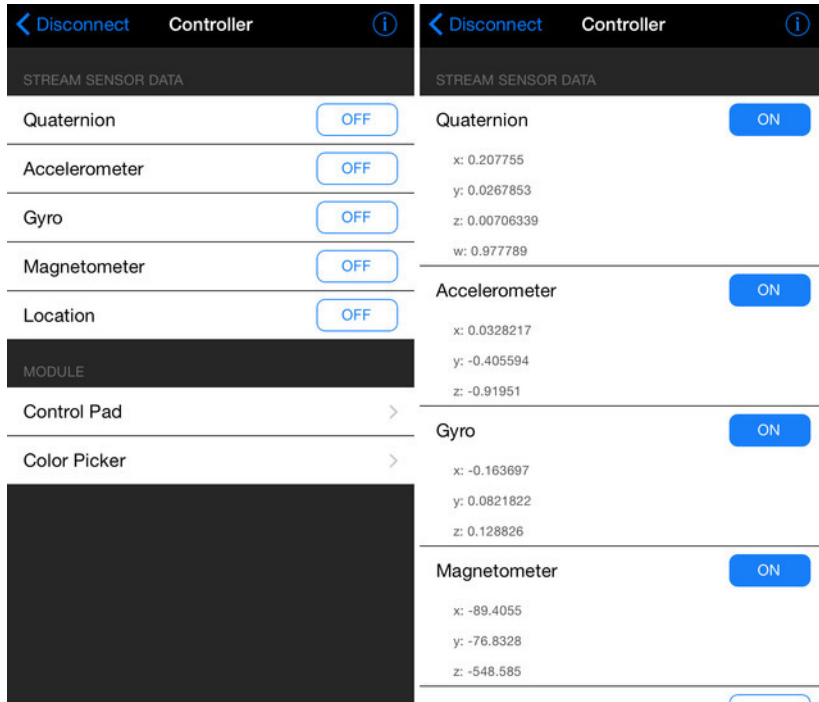 Disconnect Controller
STREAM SENSOR DATA
Quaternion OFF
Accelerometer OFF
Gyro OFF
Magnetometer OFF
Location OFF
MODULE
Control Pad
Color Picker
Disconnect Controller
STREAM SENSOR DATA
Quaternion ON
x: 0.207755
y: 0.0267853
z: 0.00706339
w: 0.977789
Accelerometer ON
x: 0.0328217
y: -0.405594
z: -0.91951
Gyro ON
x: -0.163697
y: 0.0821822
z: 0.128826
Magnetometer ON
x: -89.4055
y: -76.8328
z: -548.585